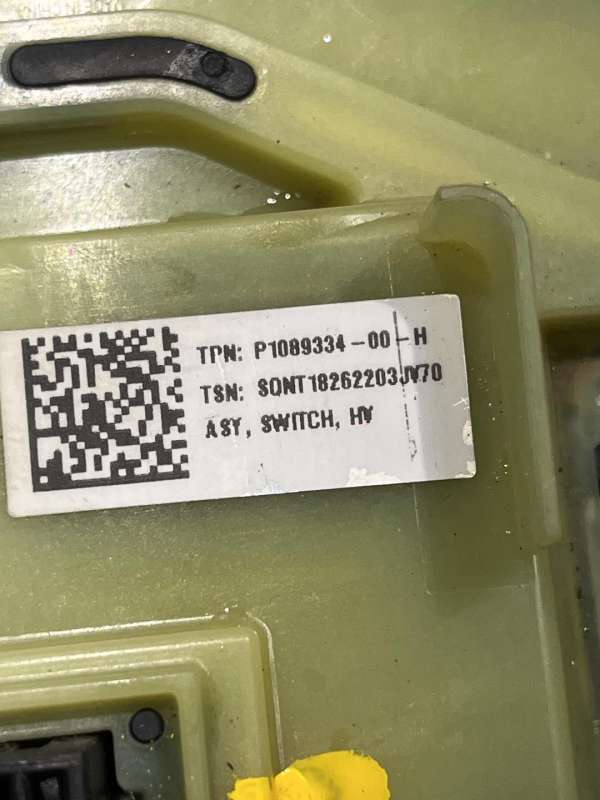 TPN: P1089334-00-H
TSN: SQNT18262203JV70
ASY, SWITCH, HV